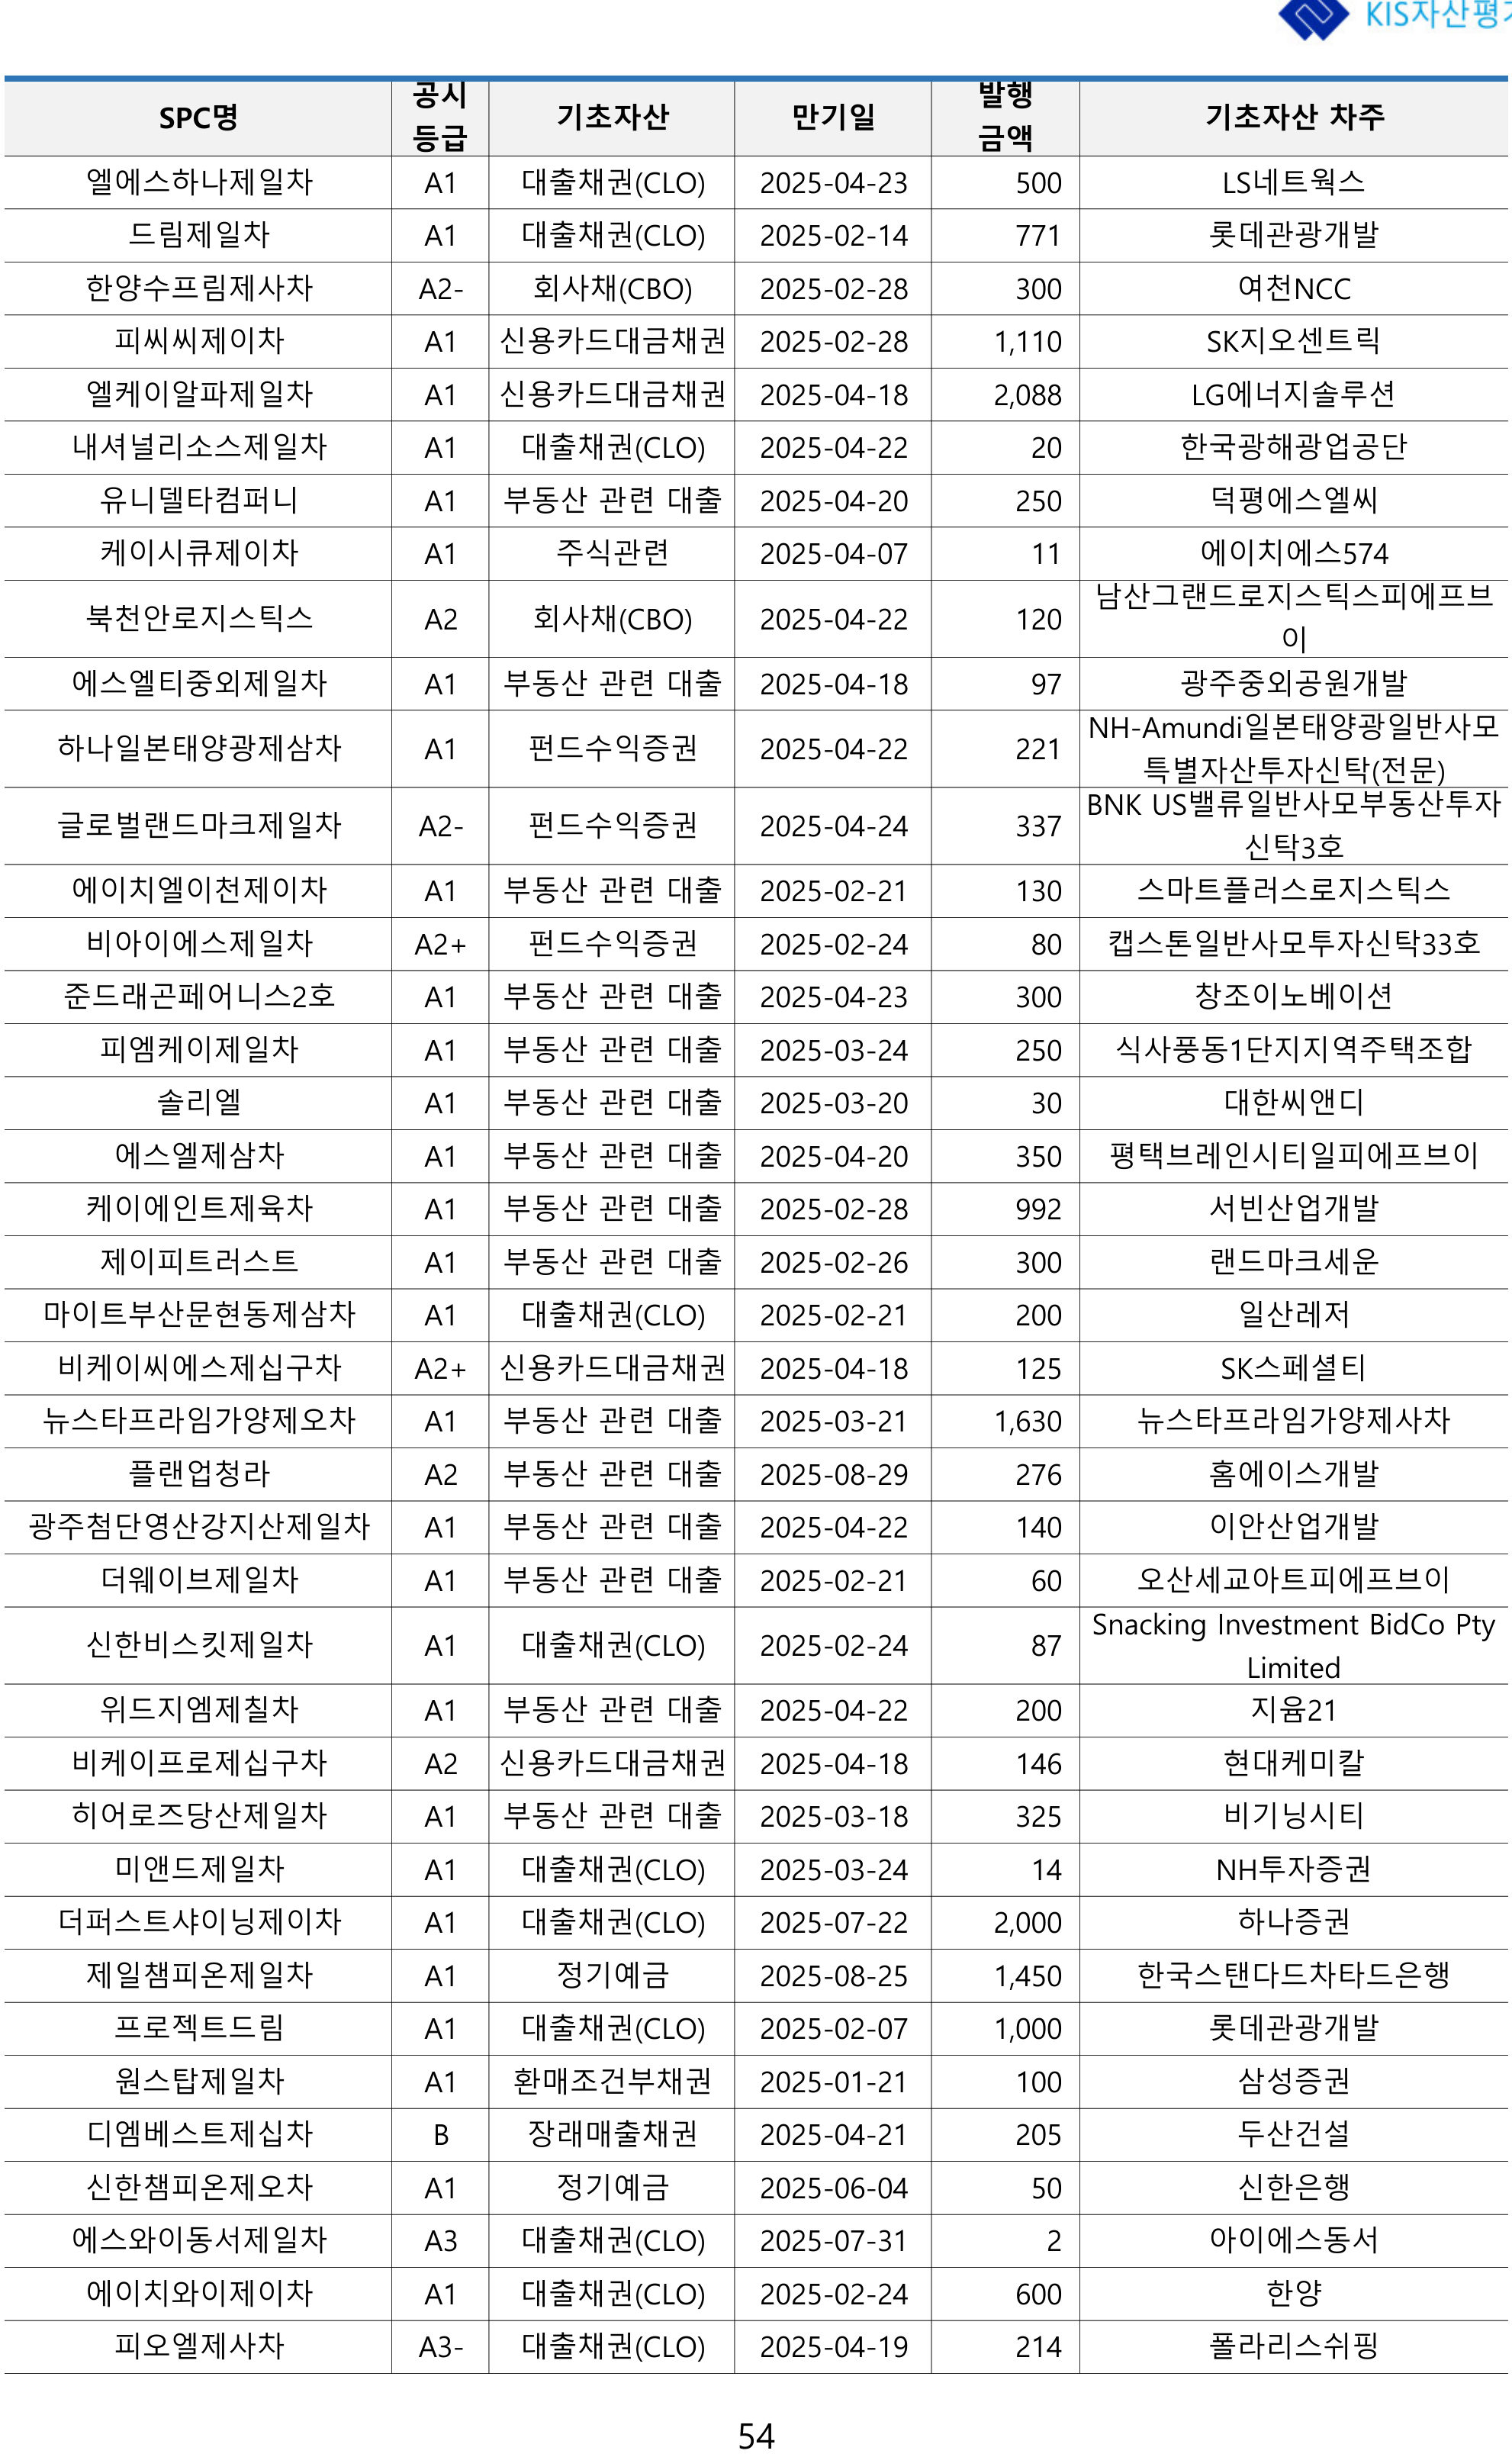 KIS자산평가
SPC명 공시 등급 기초자산 만기일 발행 금액 기초자산 차주
엘에스하나제일차 A1 대출채권(CLO) 2025-04-23 500 LS네트웍스
드림제일차 A1 대출채권(CLO) 2025-02-14 771 롯데관광개발
한양수프림제사차 A2- 회사채(CBO) 2025-02-28 300 여천NCC
피씨씨제이차 A1 신용카드대금채권 2025-02-28 1,110 SK지오센트릭
엘케이알파제일차 A1 신용카드대금채권 2025-04-18 2,088 LG에너지솔루션
내셔널리소스제일차 A1 대출채권(CLO) 2025-04-22 20 한국광해광업공단
유니델타컴퍼니 A1 부동산 관련 대출 2025-04-20 250 덕평에스엘씨
케이시큐제이차 A1 주식관련 2025-04-07 11 에이치에스574
북천안로지스틱스 A2 회사채(CBO) 2025-04-22 120 남산그랜드로지스틱스피에프브
이
에스엘티중외제일차 A1 부동산 관련 대출 2025-04-18 97 광주중외공원개발
하나일본태양광제삼차 A1 펀드수익증권 2025-04-22 221 NH-Amundi일본태양광일반사모
특별자산투자신탁(전문)
글로벌랜드마크제일차 A2- 펀드수익증권 2025-04-24 337 BNK US밸류일반사모부동산투자
신탁3호
에이치엘이천제이차 A1 부동산 관련 대출 2025-02-21 130 스마트플러스로지스틱스
비아이에스제일차 A2+ 펀드수익증권 2025-02-24 80 캡스톤일반사모투자신탁33호
준드래곤페어니스2호 A1 부동산 관련 대출 2025-04-23 300 창조이노베이션
피엠케이제일차 A1 부동산 관련 대출 2025-03-24 250 식사풍동1단지지역주택조합
솔리엘 A1 부동산 관련 대출 2025-03-20 30 대한씨앤디
에스엘제삼차 A1 부동산 관련 대출 2025-04-20 350 평택브레인시티일피에프브이
케이에인트제육차 A1 부동산 관련 대출 2025-02-28 992 서빈산업개발
제이피트러스트 A1 부동산 관련 대출 2025-02-26 300 랜드마크세운
마이트부산문현동제삼차 A1 대출채권(CLO) 2025-02-21 200 일산레저
비케이씨에스제십구차 A2+ 신용카드대금채권 2025-04-18 125 SK스페셜티
뉴스타프라임가양제오차 A1 부동산 관련 대출 2025-03-21 1,630 뉴스타프라임가양제사차
플랜업청라 A2 부동산 관련 대출 2025-08-29 276 홈에이스개발
광주첨단영산강지산제일차 A1 부동산 관련 대출 2025-04-22 140 이안산업개발
더웨이브제일차 A1 부동산 관련 대출 2025-02-21 60 오산세교아트피에프브이
신한비스킷제일차 A1 대출채권(CLO) 2025-02-24 87 Snacking Investment BidCo Pty
Limited
위드지엠제칠차 A1 부동산 관련 대출 2025-04-22 200 지윰21
비케이프로제십구차 A2 신용카드대금채권 2025-04-18 146 현대케미칼
히어로즈당산제일차 A1 부동산 관련 대출 2025-03-18 325 비기닝시티
미앤드제일차 A1 대출채권(CLO) 2025-03-24 14 NH투자증권
더퍼스트샤이닝제이차 A1 대출채권(CLO) 2025-07-22 2,000 하나증권
제일챔피온제일차 A1 정기예금 2025-08-25 1,450 한국스탠다드차타드은행
프로젝트드림 A1 대출채권(CLO) 2025-02-07 1,000 롯데관광개발
원스탑제일차 A1 환매조건부채권 2025-01-21 100 삼성증권
디엠베스트제십차 B 장래매출채권 2025-04-21 205 두산건설
신한챔피온제오차 A1 정기예금 2025-06-04 50 신한은행
에스와이동서제일차 A3 대출채권(CLO) 2025-07-31 2 아이에스동서
에이치와이제이차 A1 대출채권(CLO) 2025-02-24 600 한양
피오엘제사차 A3- 대출채권(CLO) 2025-04-19 214 폴라리스쉬핑
54